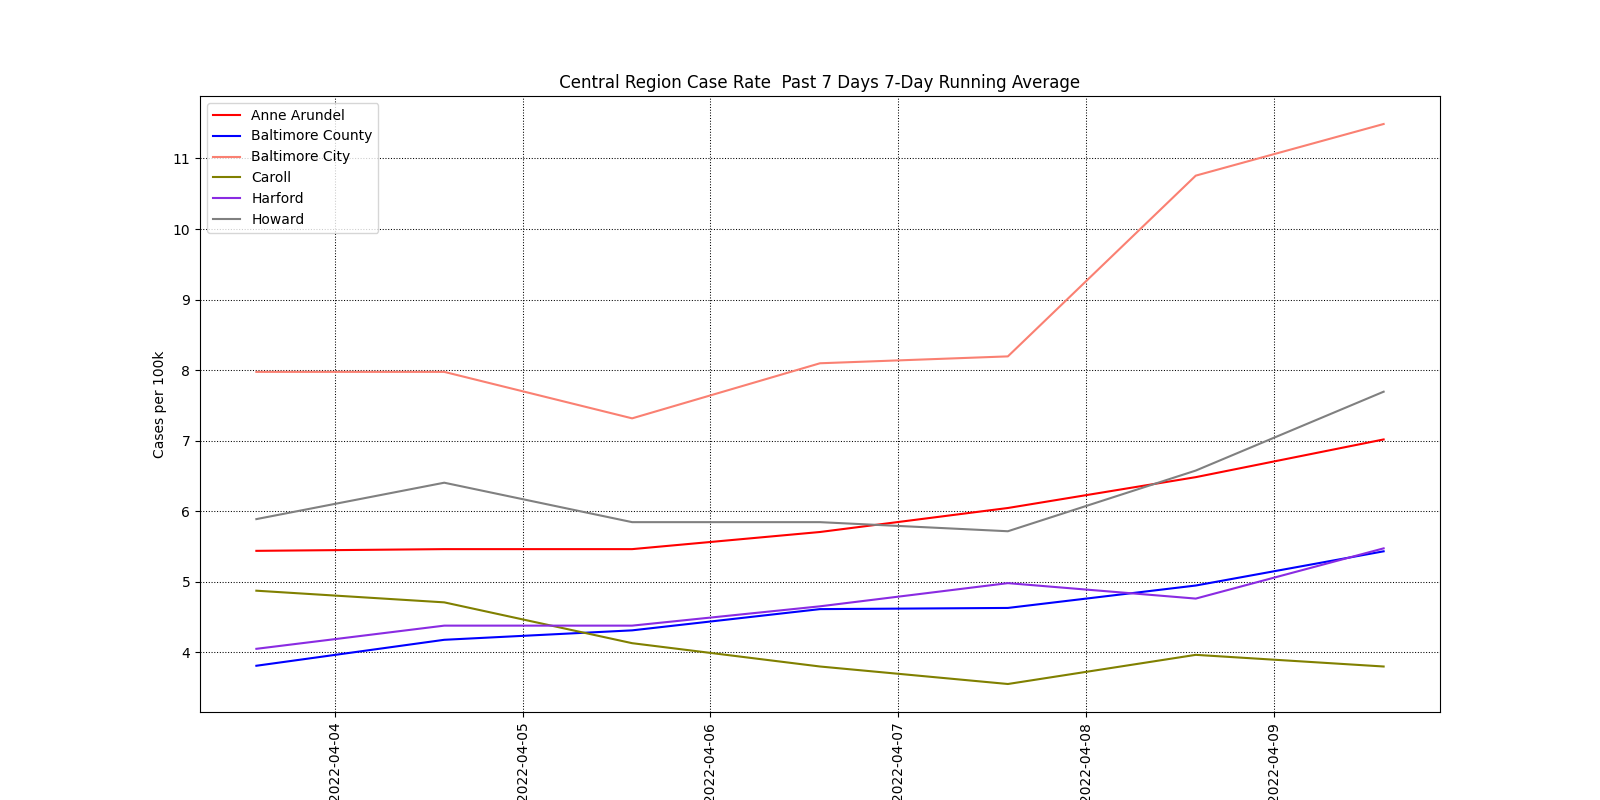 Central Region Case Rate  Past 7 Days 7-Day Running Average
Anne Arundel
Baltimore County
Baltimore City
Caroll
Harford
Howard
Cases per 100k
11
10
9
8
7
6
5
4
2022-04-04
2022-04-05
2022-04-06
2022-04-07
2022-04-08
2022-04-09